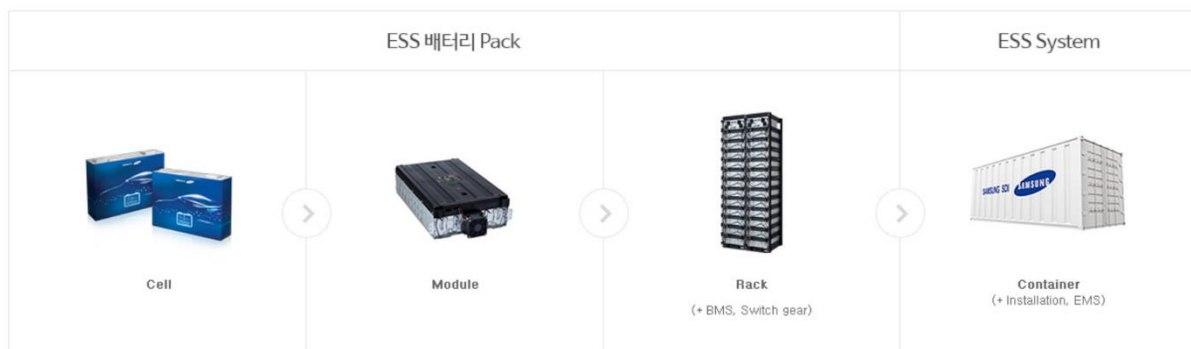 ESS 배터리 Pack
ESS System
Cell
Module
Rack
(+ BMS, Switch gear)
SAMSUNG SDI
SAMSUNG
Container
(+ Installation, EMS)